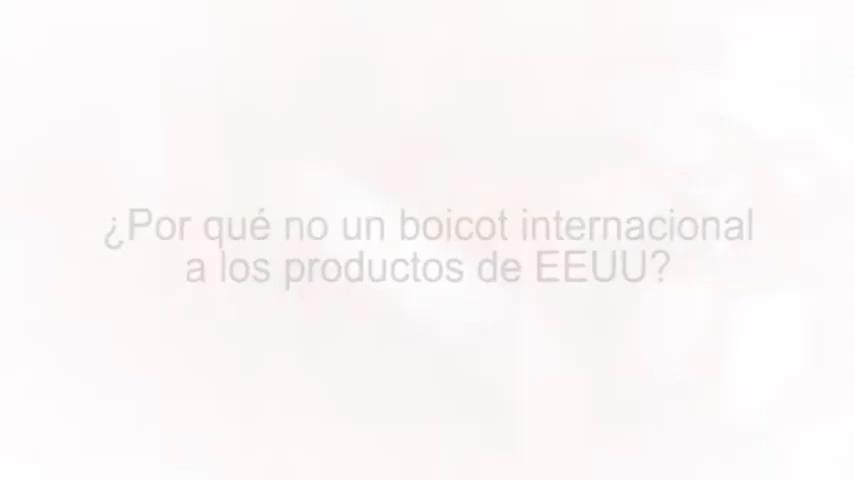 ¿Por qué no un boicot internacional
a los productos de EEUU?